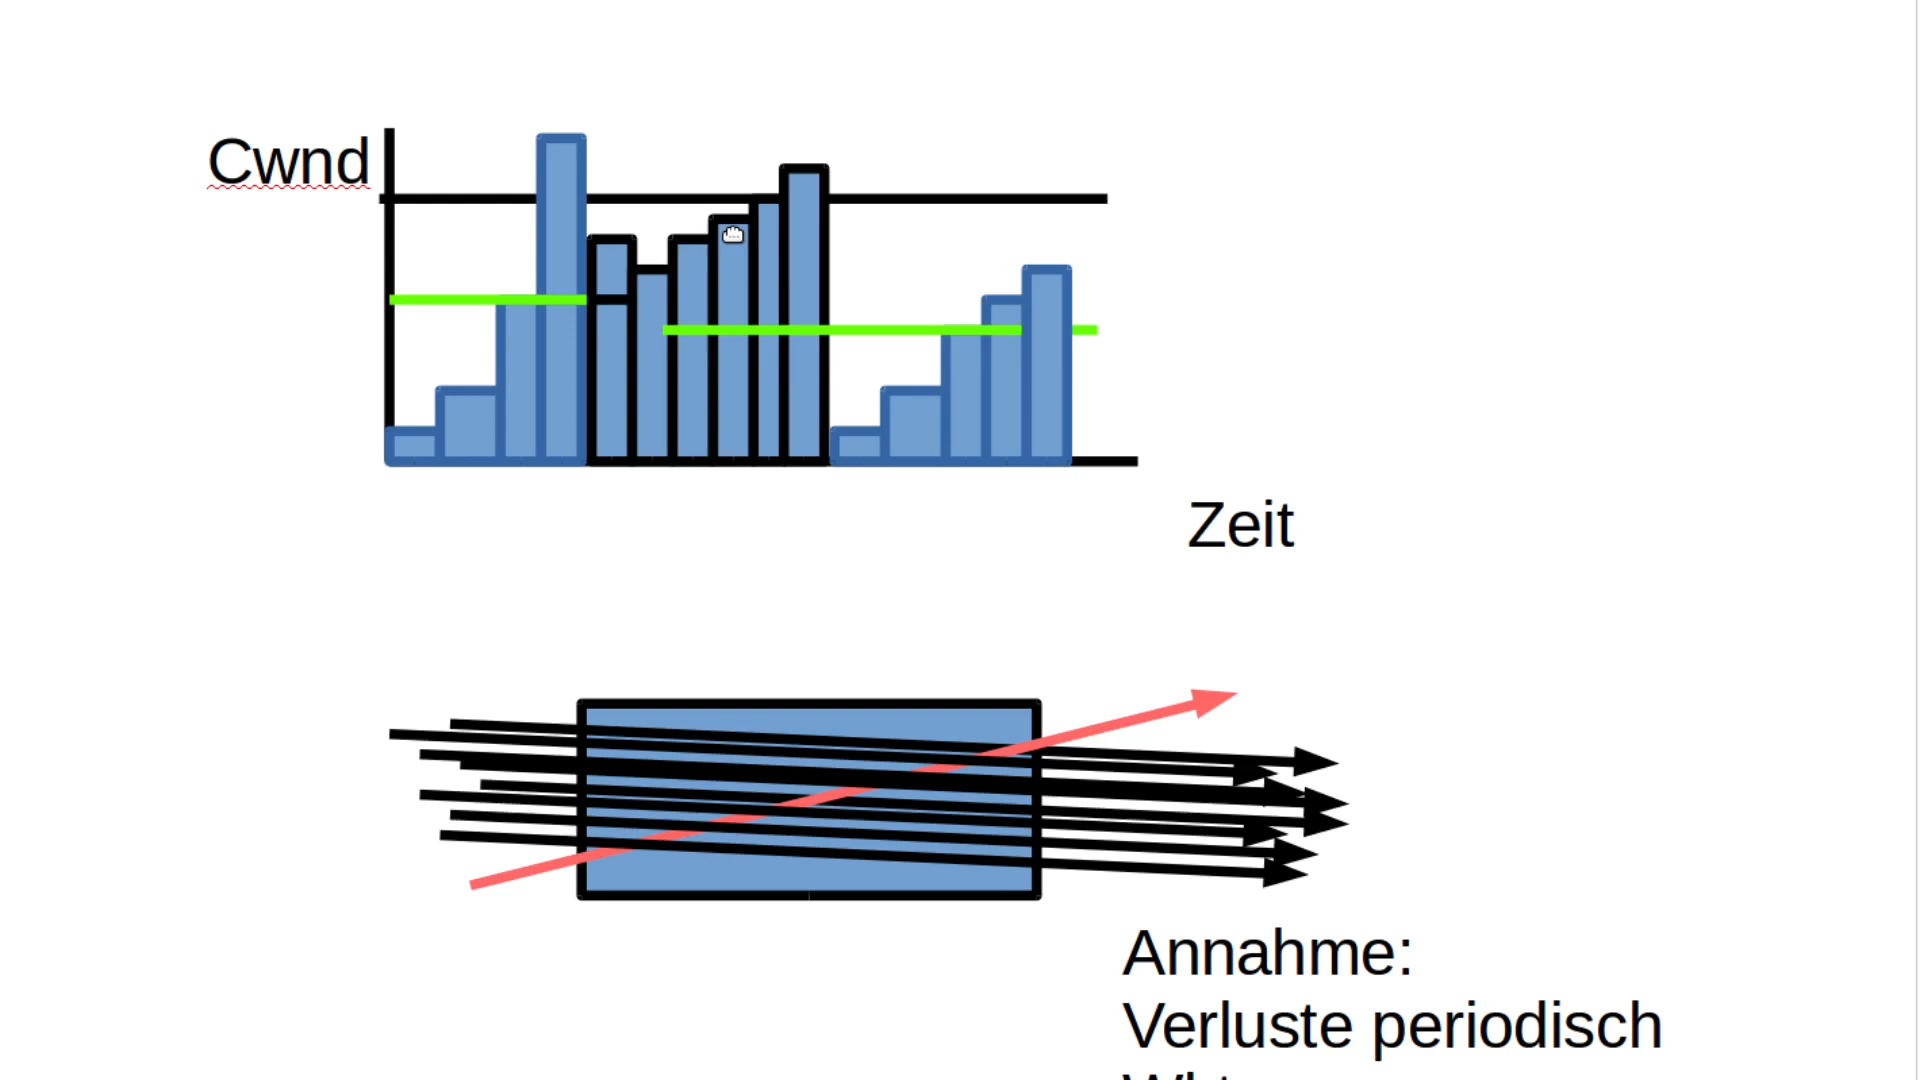 Cwnd
Zeit
Annahme:
Verluste periodisch